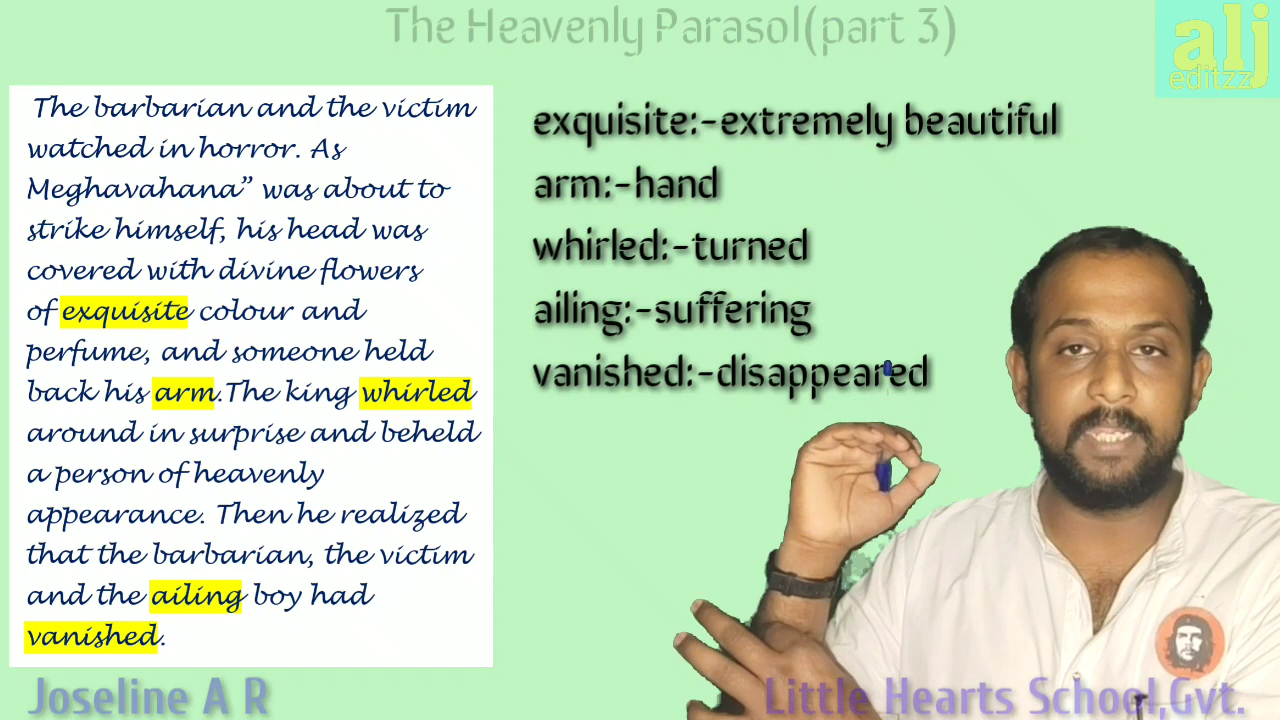 The Heavenly Parasol(part 3)
alj
editzz
The barbarian and the victim
watched in horror. As
Meghavahana” was about to
strike himself, his head was
covered with divine flowers
of exquisite colour and
perfume, and someone held
back his arm.The king whirled
around in surprise and beheld
a person of heavenly
appearance. Then he realized
that the barbarian, the victim
and the ailing boy had
vanished.
exquisite:-extremely beautiful
arm:-hand
whirled:-turned
ailing:-suffering
vanished:-disappeared
Joseline A R
Little Hearts School,Gvt.